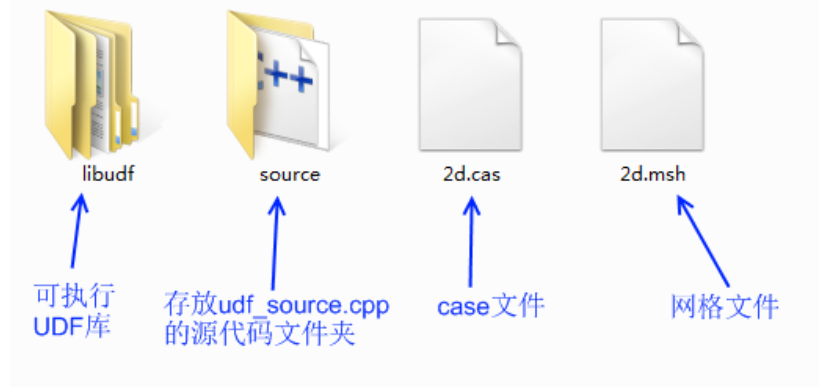 libudf
source
2d.cas
2d.msh
可执行
UDF库
存放udf_source.cpp
的源代码文件夹
case文件
网格文件